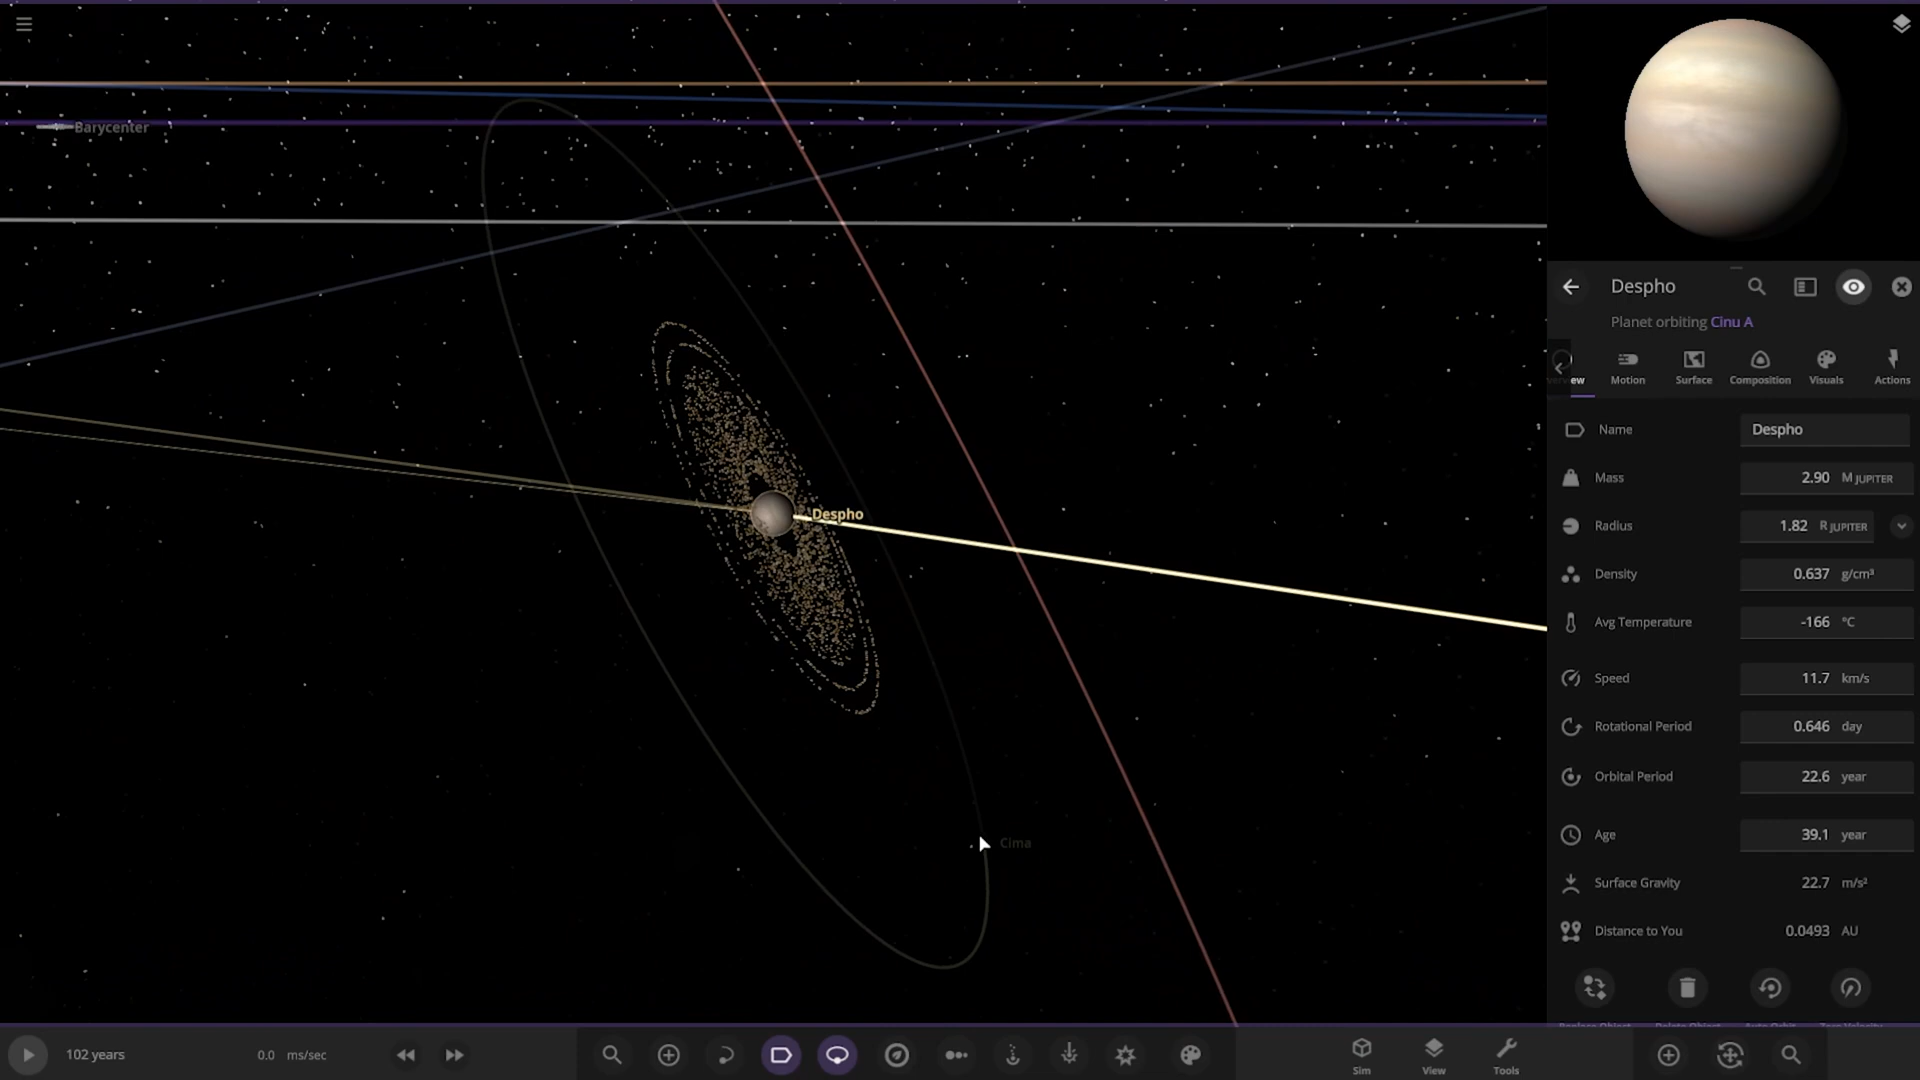 Barycenter
Despho
Cima
Despho
Planet orbiting Cinu A
ew
Motion
Surface
Composition
Visuals
Actions
Name Despho
Mass 2.90 M JUPITER
Radius 1.82 R JUPITER
Density 0.637 g/cm³
Avg Temperature -166 °C
Speed 11.7 km/s
Rotational Period 0.646 day
Orbital Period 22.6 year
Age 39.1 year
Surface Gravity 22.7 m/s²
Distance to You 0.0493 AU
102 years
0.0 ms/sec
Sim
View
Tools